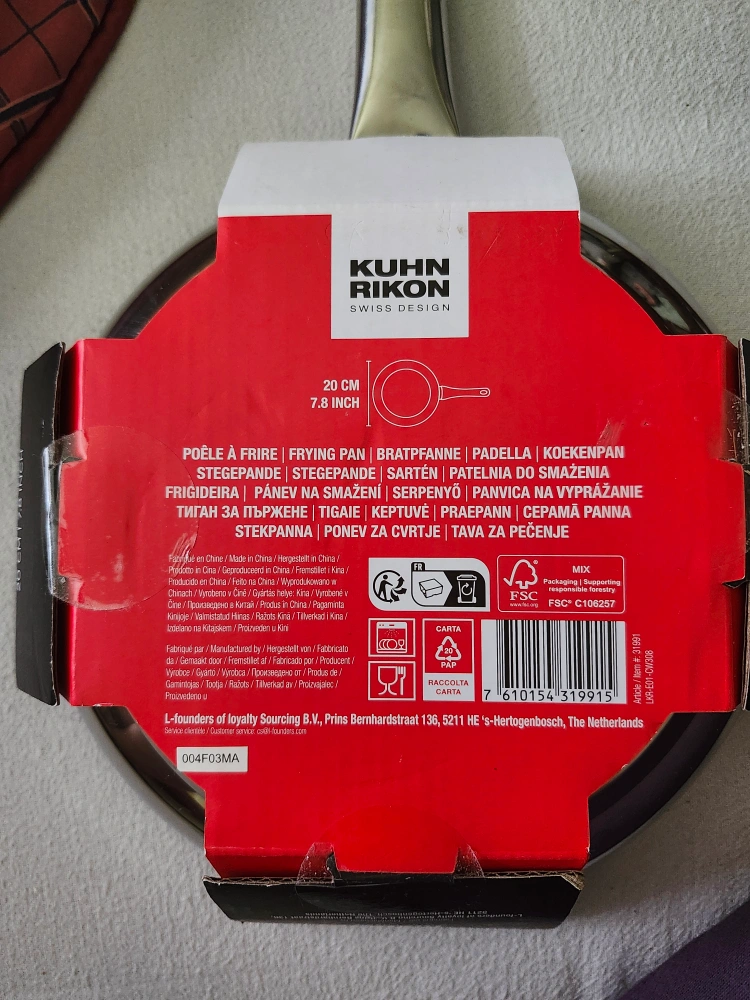 KUHN
RIKON
SWISS DESIGN
20 CM
7.8 INCH
POÊLE À FRIRE | FRYING PAN | BRATPFANNE | PADELLA | KOEKENPAN
STEGEPANDE | STEGEPANDE | SARTÉN | PATELNIA DO SMAŻENIA
FRIGIDEIRA | PÁNEV NA SMAŽENÍ | SERPENYŐ | PANVICA NA VYPRÁŽANIE
ТИГАН ЗА ПЪРЖЕНЕ | TIGAIE | KEPTUVĖ | PRAEPANN | CEPAMĀ PANNA
STEKPANNA | PONEV ZA CVRTJE | TAVA ZA PEČENJE
Fabriqué en Chine / Made in China / Hergestellt in China /
Prodotto in Cina / Geproduceerd in China / Fremstillet i Kina /
Producido en China / Feito na China / Wyprodukowano w
Chinach / Vyrobeno v Číně / Gyártás helye: Kína / Vyrobené v
Číne / Произведено в Китай / Produs în China / Pagaminta
Kinijoje / Valmistatud Hiinas / Ražots Ķīnā / Tillverkad i Kina /
Izdelano na Kitajskem / Proizvedeno u Kini
Fabriqué par / Manufactured by / Hergestellt von / Fabbricato
da / Gemaakt door / Fremstillet af / Fabricado por / Producent /
Výrobce / Gyártó / Výrobca / Произведено от / Produs de /
Gamintojas / Tootja / Ražots / Tillverkad av / Proizvajalec /
Proizvedeno u
FR
FSC
www.fsc.org
MIX
Packaging | Supporting
responsible forestry
FSC® C106257
CARTA
20
PAP
RACCOLTA
CARTA
7 610154 319915
Article / Item #: 31991
LKR-E01-CW308
L-founders of loyalty Sourcing B.V., Prins Bernhardstraat 136, 5211 HE 's-Hertogenbosch, The Netherlands
Service clientèle / Customer service: cs@l-founders.com
004F03MA